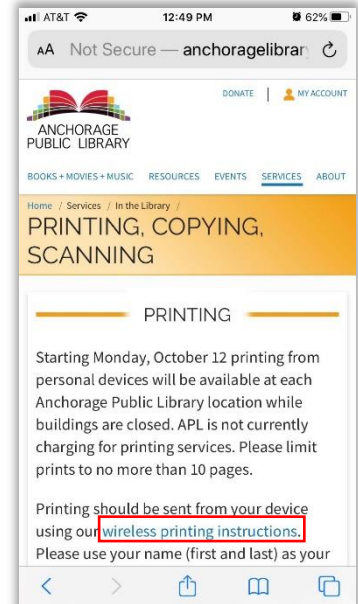 AT&T 12:49 PM 62%
AA Not Secure — anchoragelibrar
DONATE | MY ACCOUNT
ANCHORAGE
PUBLIC LIBRARY
BOOKS + MOVIES + MUSIC RESOURCES EVENTS SERVICES ABOUT
Home / Services / In the Library /
PRINTING, COPYING,
SCANNING
PRINTING
Starting Monday, October 12 printing from
personal devices will be available at each
Anchorage Public Library location while
buildings are closed. APL is not currently
charging for printing services. Please limit
prints to no more than 10 pages.
Printing should be sent from your device
using our wireless printing instructions.
Please use your name (first and last) as your